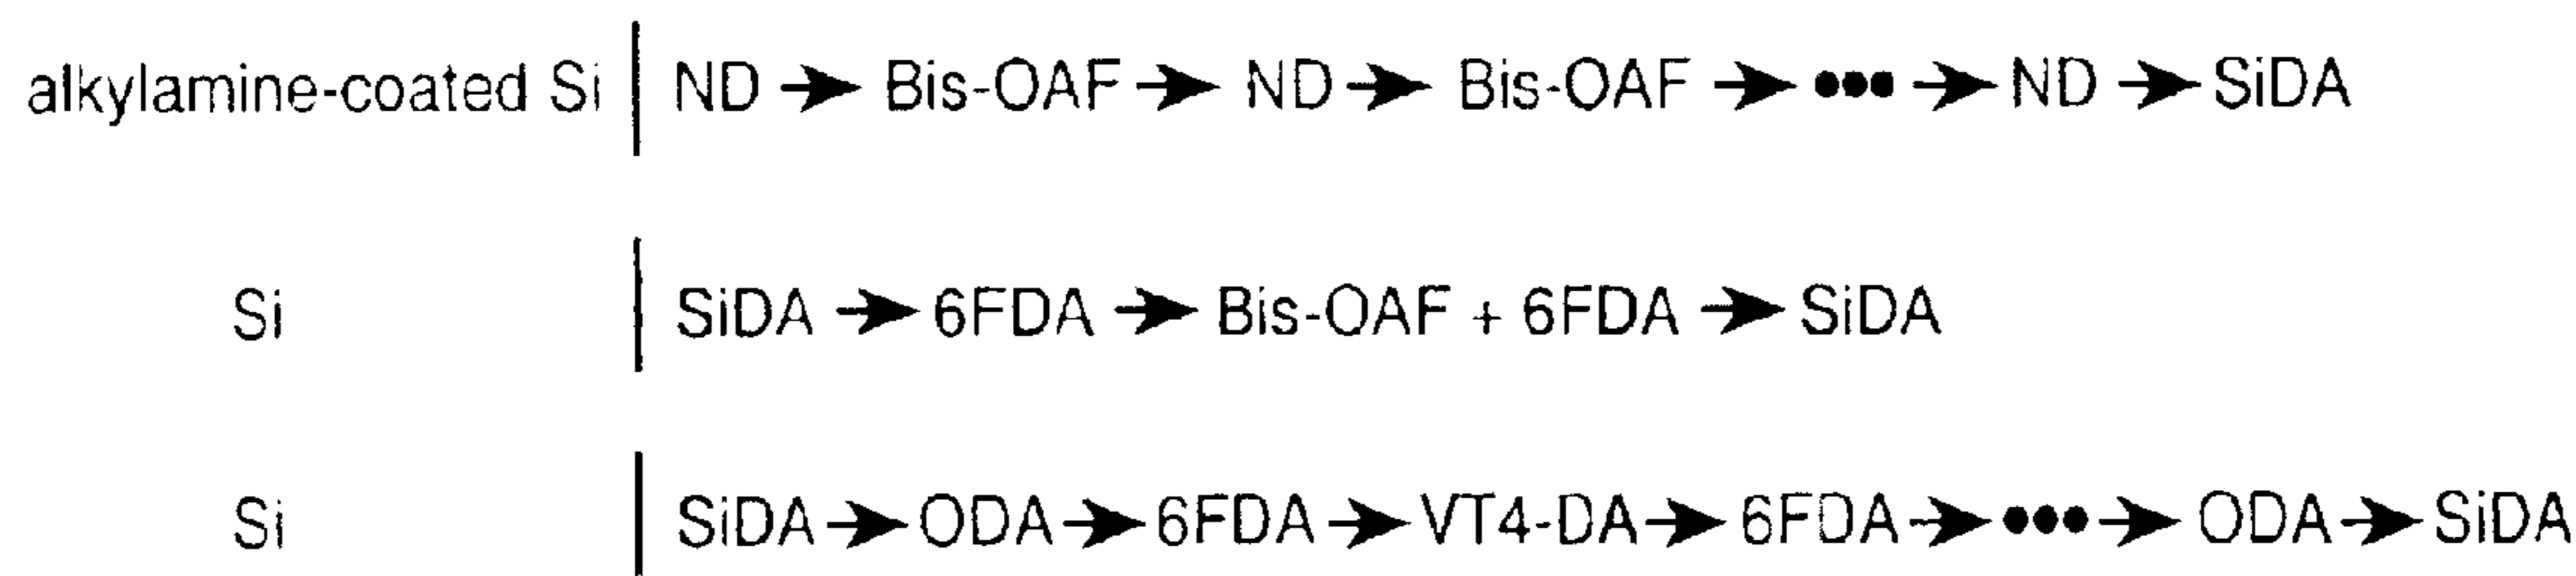 alkylamine-coated Si | ND → Bis-OAF → ND → Bis-OAF → ••• → ND → SiDA
Si | SiDA → 6FDA → Bis-OAF + 6FDA → SiDA
Si | SiDA → ODA → 6FDA → VT4-DA → 6FDA → ••• → ODA → SiDA